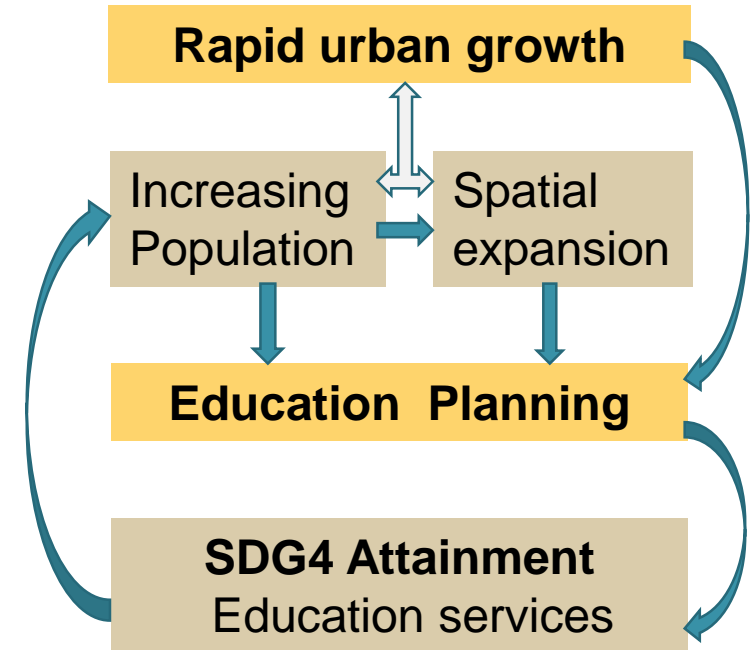 Rapid urban growth
Increasing
Population
Spatial
expansion
Education Planning
SDG4 Attainment
Education services